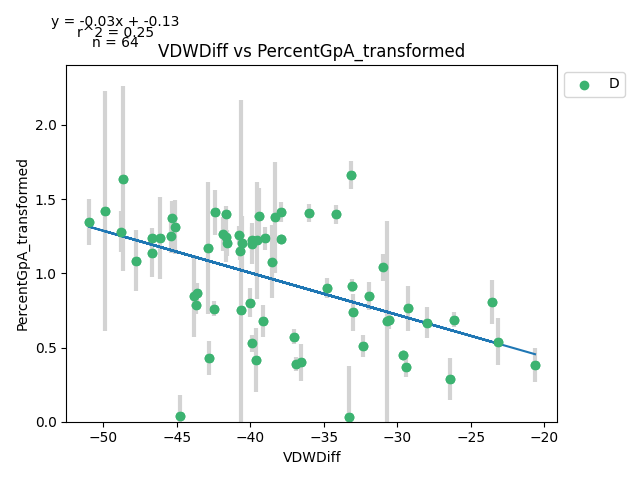 y = -0.03x + -0.13
r^2 = 0.25
n = 64
VDWDiff vs PercentGpA_transformed
D
PercentGpA_transformed
2.0
1.5
1.0
0.5
0.0
−50 −45 −40 −35 −30 −25 −20
VDWDiff